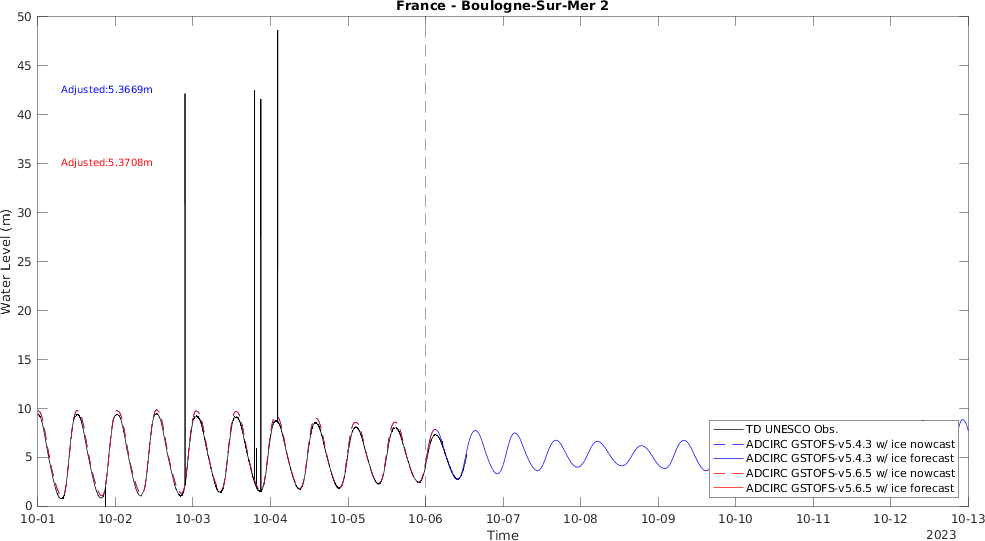 France - Boulogne-Sur-Mer 2
50
45
40
35
30
25
20
15
10
5
0
Water Level (m)
Adjusted:5.3669m
Adjusted:5.3708m
TD UNESCO Obs.
ADCIRC GSTOFS-v5.4.3 w/ ice nowcast
ADCIRC GSTOFS-v5.4.3 w/ ice forecast
ADCIRC GSTOFS-v5.6.5 w/ ice nowcast
ADCIRC GSTOFS-v5.6.5 w/ ice forecast
10-01 10-02 10-03 10-04 10-05 10-06 10-07 10-08 10-09 10-10 10-11 10-12 10-13
Time
2023